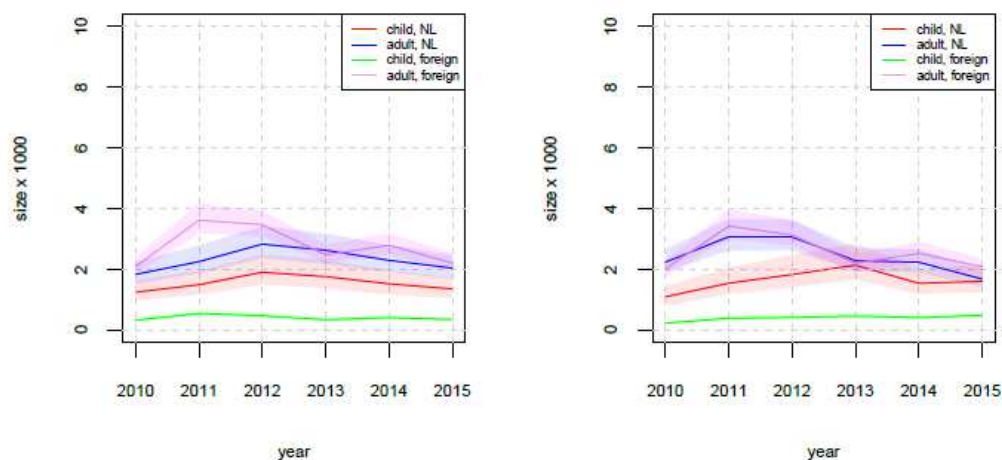 child, NL
adult, NL
child, foreign
adult, foreign
size x 1000
10
8
6
4
2
0
2010 2011 2012 2013 2014 2015
year
child, NL
adult, NL
child, foreign
adult, foreign
size x 1000
10
8
6
4
2
0
2010 2011 2012 2013 2014 2015
year